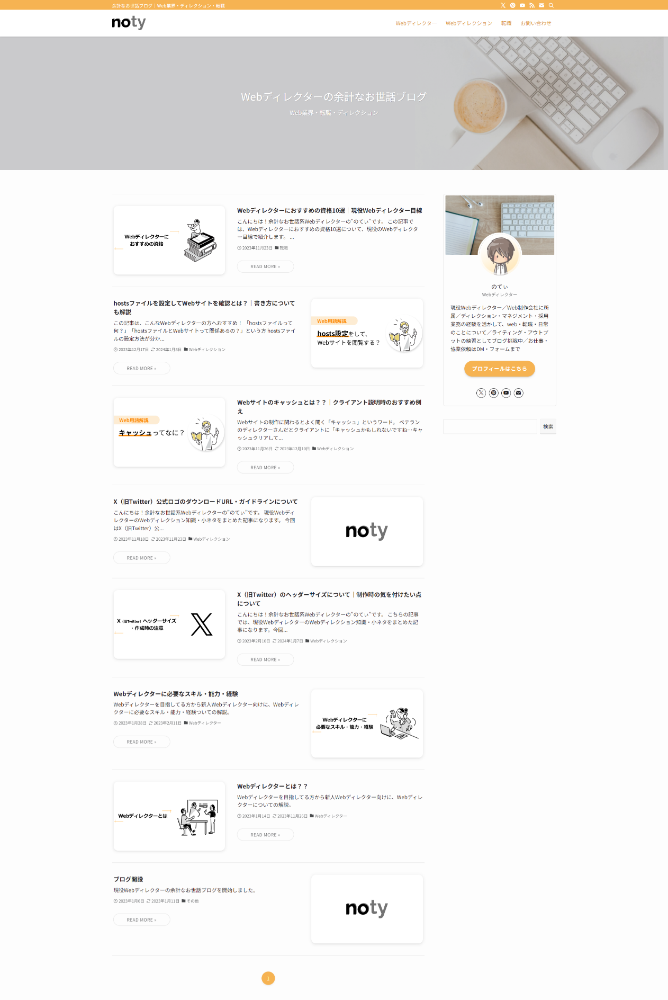 余計なお世話ブログ｜Web業界・ディレクション・転職
noty
Webディレクター
Webディレクション
転職
お問い合わせ
Webディレクターの余計なお世話ブログ
Web業界・転職・ディレクション
Webディレクターに
おすすめの資格
Webディレクターにおすすめの資格10選｜現役Webディレクター目線
こんにちは！余計なお世話系Webディレクターの”のてぃ”です。 この記事で
は、Webディレクターにおすすめの資格10選について、現役のWebディレクタ
ー目線で紹介します。 ...
2023年11月23日 転職
READ MORE »
hostsファイルを設定してWebサイトを確認とは？｜書き方について
も解説
この記事は、こんなWebディレクターの方へおすすめ！ 「hostsファイルって
何？」「hostsファイルとWebサイトって関係あるの？」という方 hostsファイ
ルの設定方法が分か...
2023年12月17日 2024年1月8日 Webディレクション
READ MORE »
Web用語解説
hosts設定をして、
Webサイトを閲覧する？
Web用語解説
キャッシュってなに？
Webサイトのキャッシュとは？？｜クライアント説明時のおすすめ例
え
Webサイトの制作に関わるとよく聞く「キャッシュ」というワード。 ベテラン
のディレクターさんだとクライアントに「キャッシュかもしれないですね…キャ
ッシュクリアして...
2023年11月26日 2023年12月10日 Webディレクション
READ MORE »
X（旧Twitter）公式ロゴのダウンロードURL・ガイドラインについて
こんにちは！余計なお世話系Webディレクターの”のてぃ”です。 現役Webディ
レクターのWebディレクション知識・小ネタをまとめた記事になります。 今回
はX（旧Twitter）公...
2023年11月18日 2023年11月23日 Webディレクション
READ MORE »
noty
X（旧Twitter）ヘッダーサイズ
・作成時の注意
X（旧Twitter）のヘッダーサイズについて｜制作時の気を付けたい点
について
こんにちは！余計なお世話系Webディレクターの”のてぃ”です。 こちらの記事
では、現役WebディレクターのWebディレクション知識・小ネタをまとめた記
事になります。今回...
2023年2月10日 2024年1月7日 Webディレクション
READ MORE »
Webディレクターに必要なスキル・能力・経験
Webディレクターを目指してる方から新人Webディレクター向けに、Webディレ
クターに必要なスキル・能力・経験ついての解説。
2023年1月28日 2023年2月11日 Webディレクター
READ MORE »
Webディレクターに
必要なスキル・能力・経験
Webディレクターとは
Webディレクターとは？？
Webディレクターを目指してる方から新人Webディレクター向けに、Webディレ
クターについての解説。
2023年1月14日 2023年11月26日 Webディレクター
READ MORE »
ブログ開設
現役Webディレクターの余計なお世話ブログを開始しました。
2023年1月6日 2023年1月11日 その他
READ MORE »
noty
1
のてぃ
Webディレクター
現役Webディレクター／Web制作会社に所
属／ディレクション・マネジメント・採用
業務の経験を活かして、web・転職・日常
のことについて／ライティング・アウトプ
ットの練習としてブログ挑戦中／お仕事・
協業依頼はDM・フォームまで
プロフィールはこちら
検索